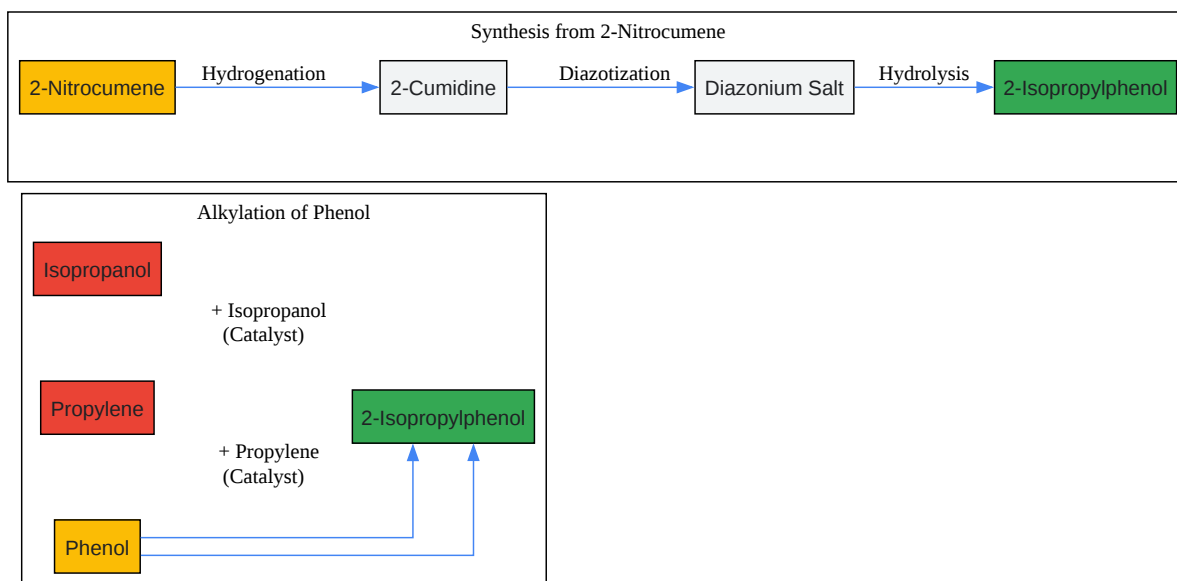 Synthesis from 2-Nitrocumene
2-Nitrocumene
Hydrogenation
2-Cumidine
Diazotization
Diazonium Salt
Hydrolysis
2-Isopropylphenol
Alkylation of Phenol
Isopropanol
+ Isopropanol
(Catalyst)
Propylene
2-Isopropylphenol
+ Propylene
(Catalyst)
Phenol